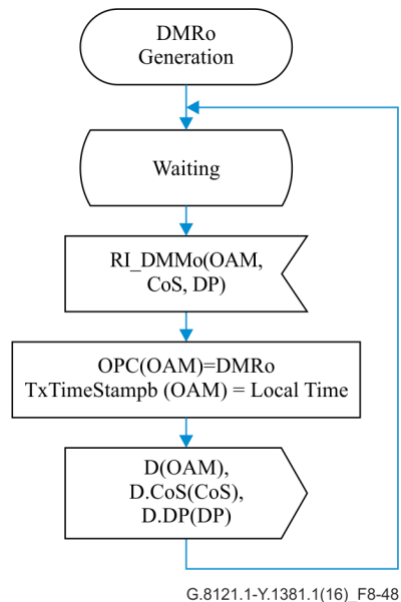 DMRo
Generation
Waiting
RI_DMMo(OAM,
CoS, DP)
OPC(OAM)=DMRo
TxTimeStampb (OAM) = Local Time
D(OAM),
D.CoS(CoS),
D.DP(DP)
G.8121.1-Y.1381.1(16)_F8-48